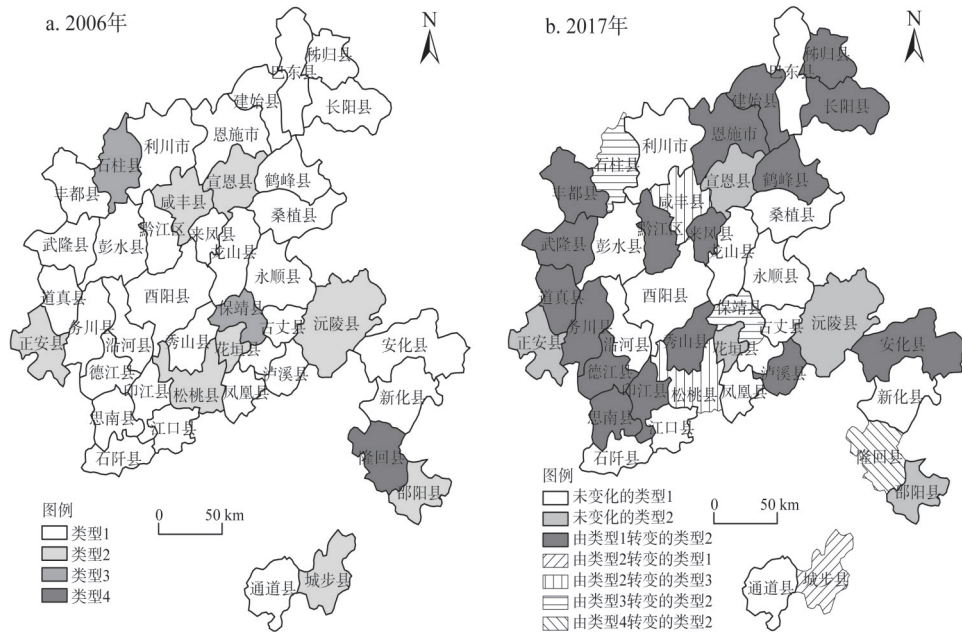 a. 2006年
N
秭归县
巴东县
建始县
长阳县
恩施市
利川市
石柱县
宣恩县
鹤峰县
丰都县
咸丰县
桑植县
黔江区
来凤县
武隆县
彭水县
龙山县
永顺县
酉阳县
道真县
保靖县
沅陵县
务川县
古丈县
正安县
沿河县
秀山县
花垣县
安化县
德江县
泸溪县
印江县
松桃县
凤凰县
新化县
思南县
江口县
石阡县
隆回县
邵阳县
图例
类型1
类型2
类型3
类型4
0 50 km
通道县
城步县
b. 2017年
N
秭归县
巴东县
建始县
长阳县
恩施市
利川市
石柱县
宣恩县
鹤峰县
丰都县
咸丰县
桑植县
黔江区
来凤县
武隆县
彭水县
龙山县
永顺县
酉阳县
道真县
保靖县
沅陵县
务川县
古丈县
正安县
沿河县
秀山县
花垣县
安化县
德江县
泸溪县
印江县
松桃县
凤凰县
新化县
思南县
江口县
石阡县
隆回县
邵阳县
图例
未变化的类型1
未变化的类型2
由类型1转变的类型2
由类型2转变的类型1
由类型2转变的类型3
由类型3转变的类型2
由类型4转变的类型2
0 50 km
通道县
城步县